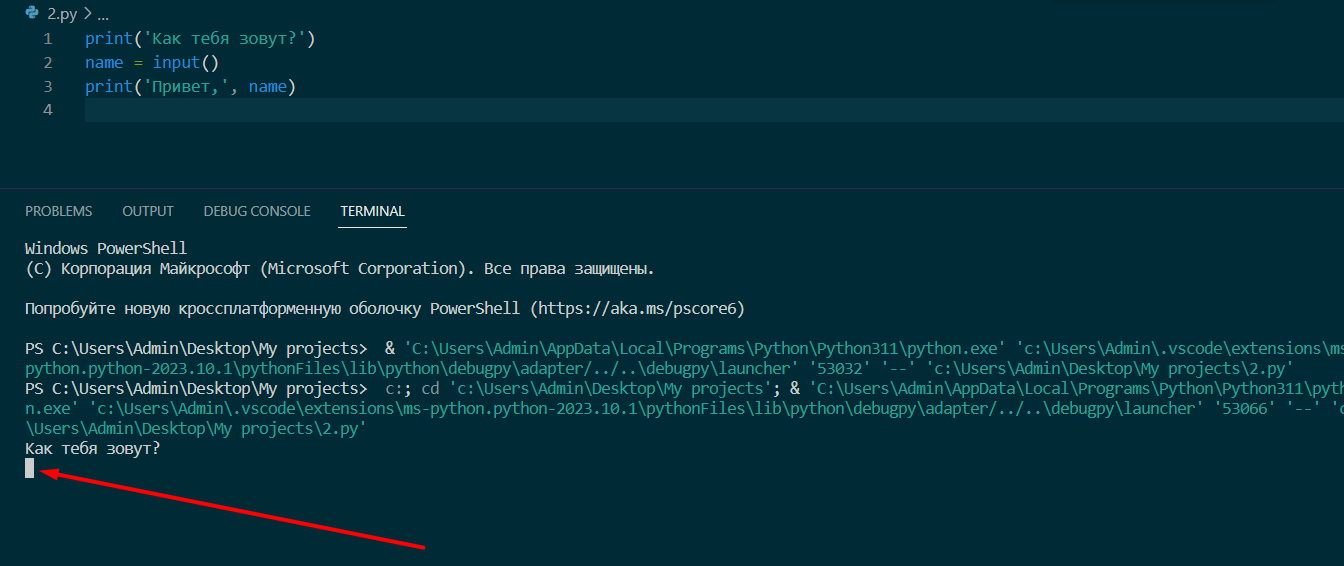 2.py > ...
1 print('Как тебя зовут?')
2 name = input()
3 print('Привет,', name)
4
PROBLEMS OUTPUT DEBUG CONSOLE TERMINAL
Windows PowerShell
(C) Корпорация Майкрософт (Microsoft Corporation). Все права защищены.
Попробуйте новую кроссплатформенную оболочку PowerShell (https://aka.ms/pscore6)
PS C:\Users\Admin\Desktop\My projects>  & 'C:\Users\Admin\AppData\Local\Programs\Python\Python311\python.exe' 'c:\Users\Admin\.vscode\extensions\ms
python.python-2023.10.1\pythonFiles\lib\python\debugpy\adapter/../..\debugpy\launcher' '53032' '--' 'c:\Users\Admin\Desktop\My projects\2.py'
PS C:\Users\Admin\Desktop\My projects>  c:; cd 'c:\Users\Admin\Desktop\My projects'; & 'C:\Users\Admin\AppData\Local\Programs\Python\Python311\pyth
n.exe' 'c:\Users\Admin\.vscode\extensions\ms-python.python-2023.10.1\pythonFiles\lib\python\debugpy\adapter/../..\debugpy\launcher' '53066' '--' 'c
\Users\Admin\Desktop\My projects\2.py'
Как тебя зовут?